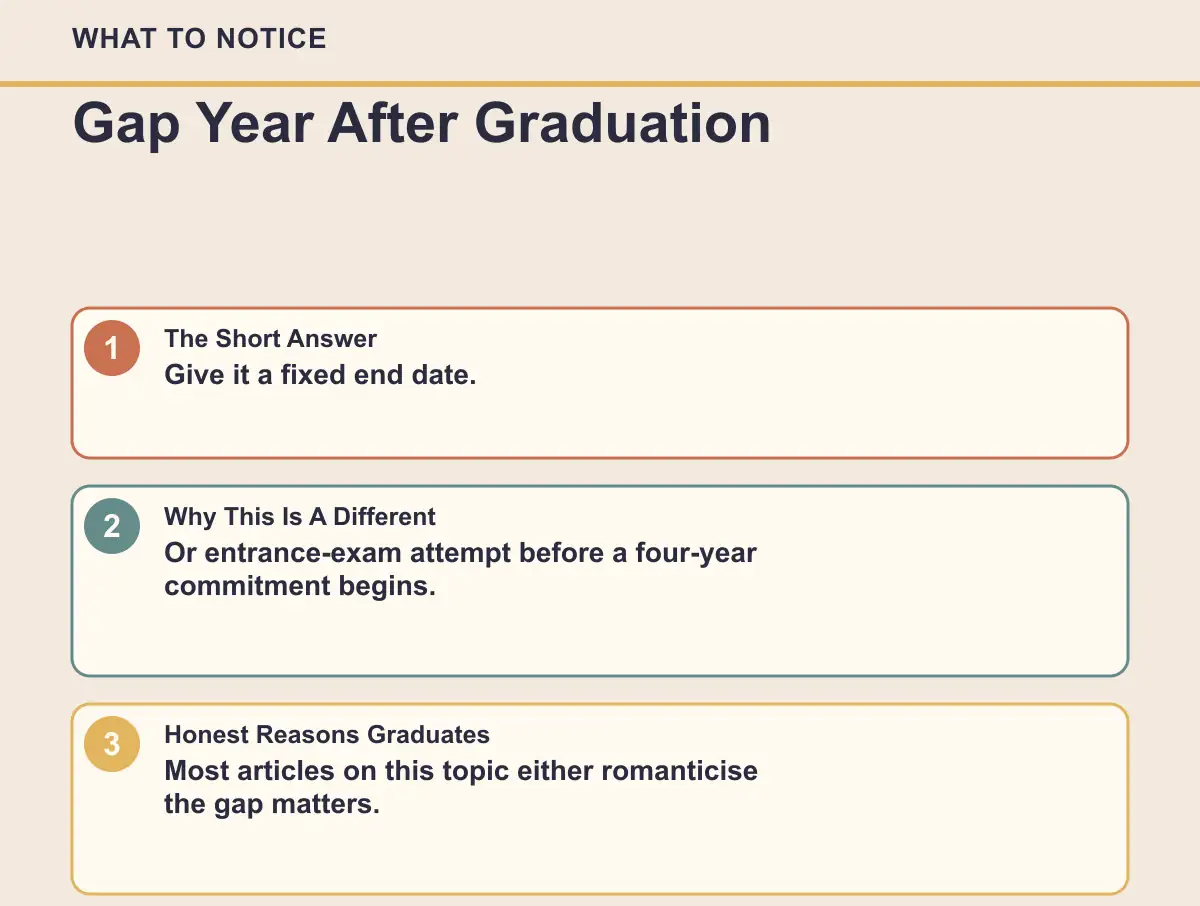 WHAT TO NOTICE
Gap Year After Graduation
1
The Short Answer
Give it a fixed end date.
2
Why This Is A Different
Or entrance-exam attempt before a four-year
commitment begins.
3
Honest Reasons Graduates
Most articles on this topic either romanticise
the gap matters.